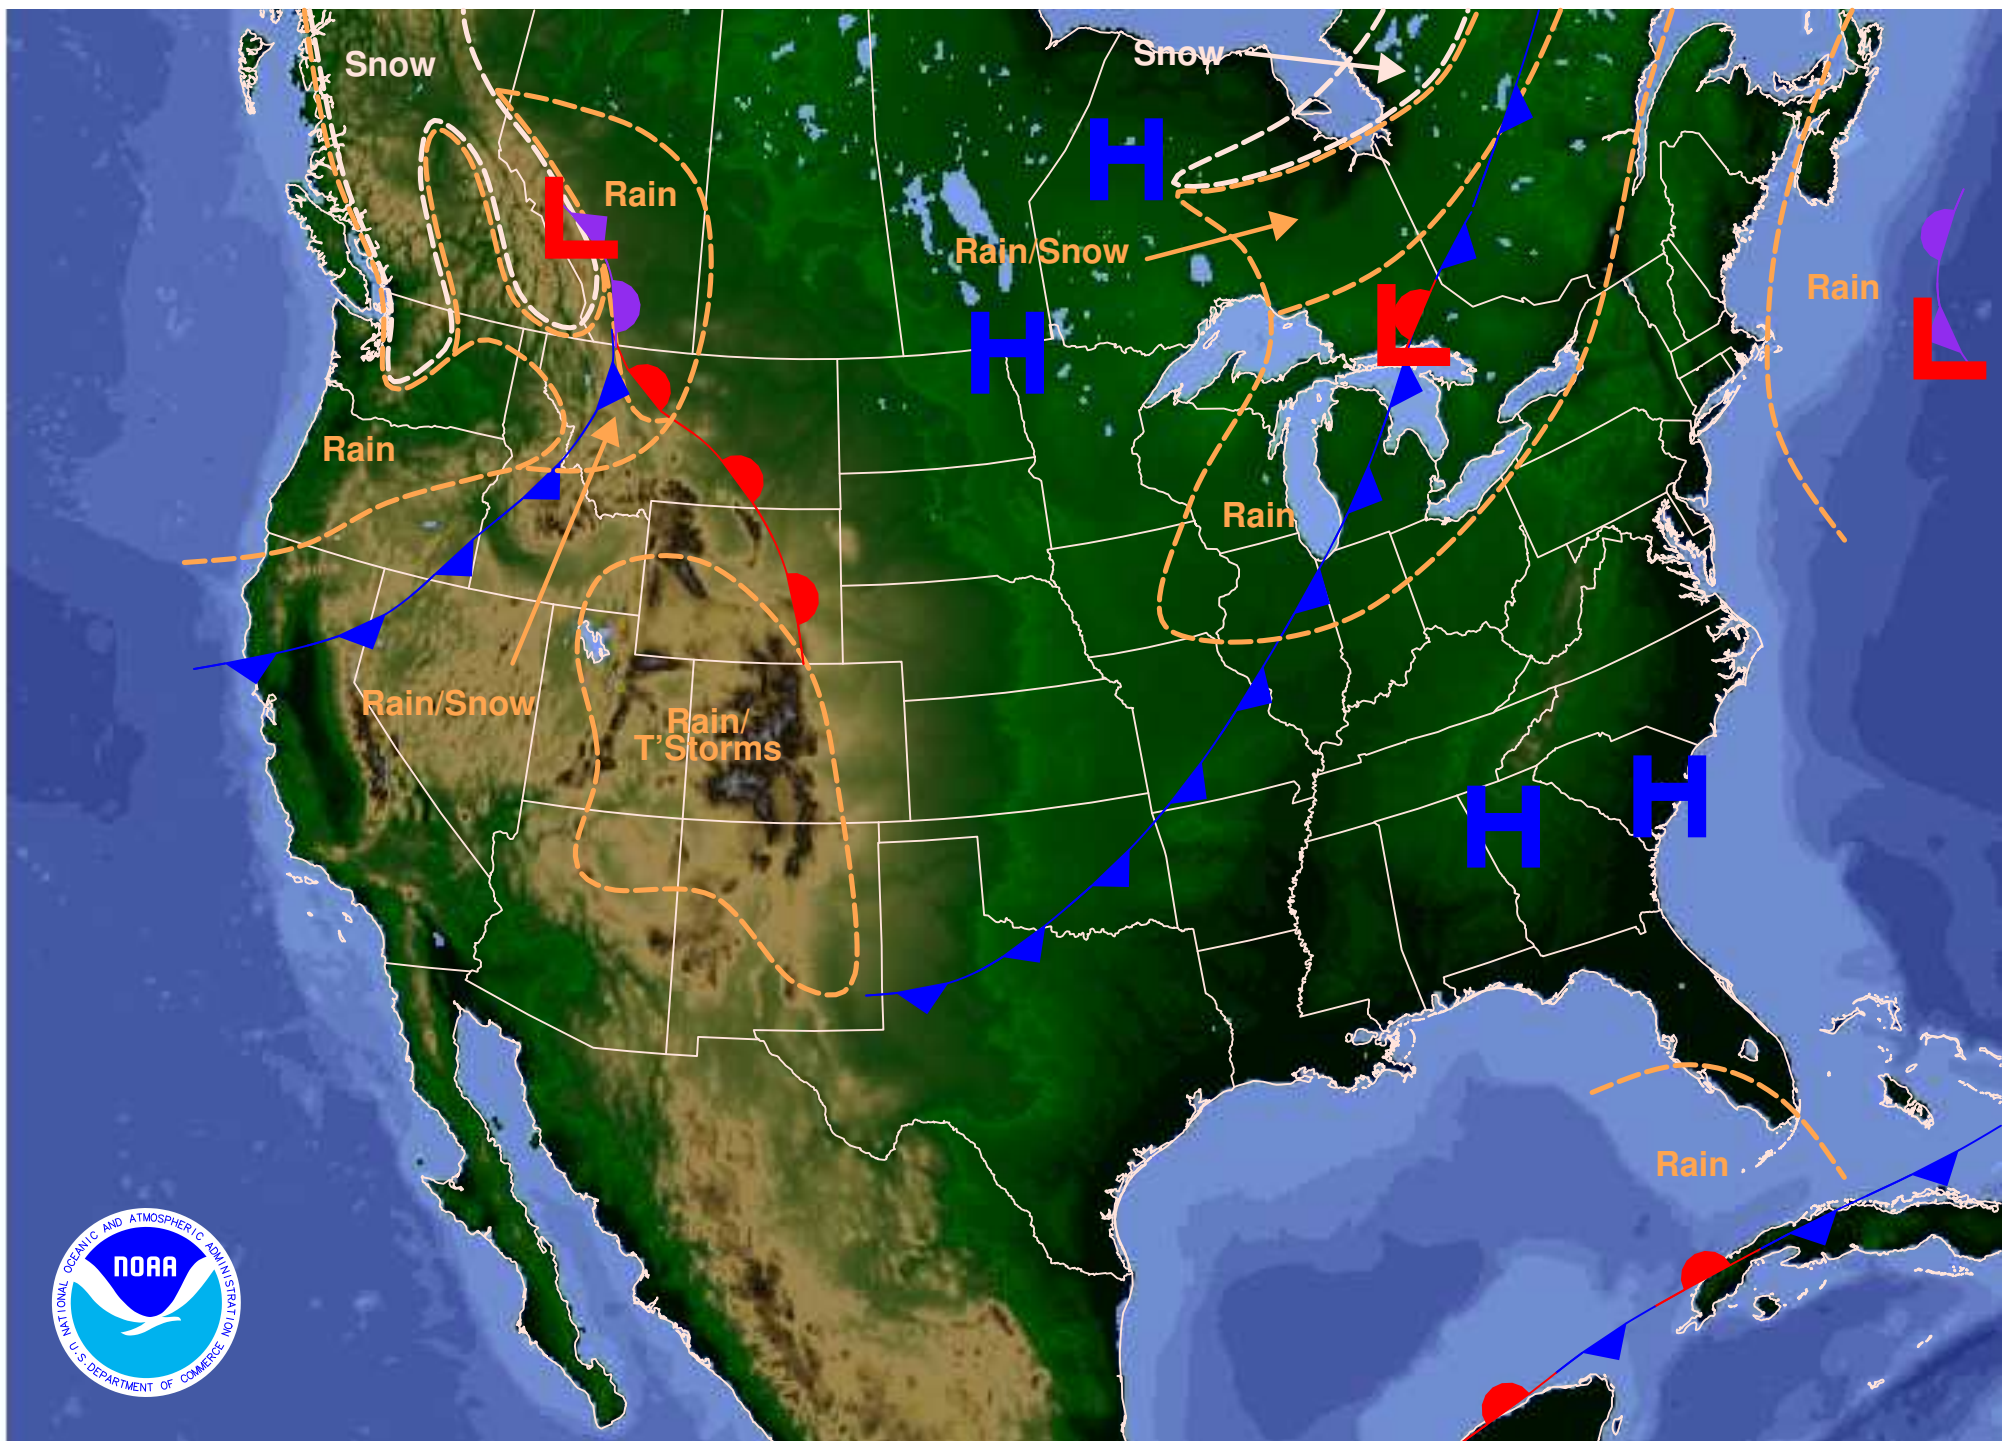 Snow
Snow
H
L
Rain
Rain/Snow
Rain
L
H
L
Rain
Rain
Rain/Snow
Rain/
T'Storms
H
H
Rain
NATIONAL OCEANIC AND ATMOSPHERIC ADMINISTRATION
NOAA
U.S. DEPARTMENT OF COMMERCE